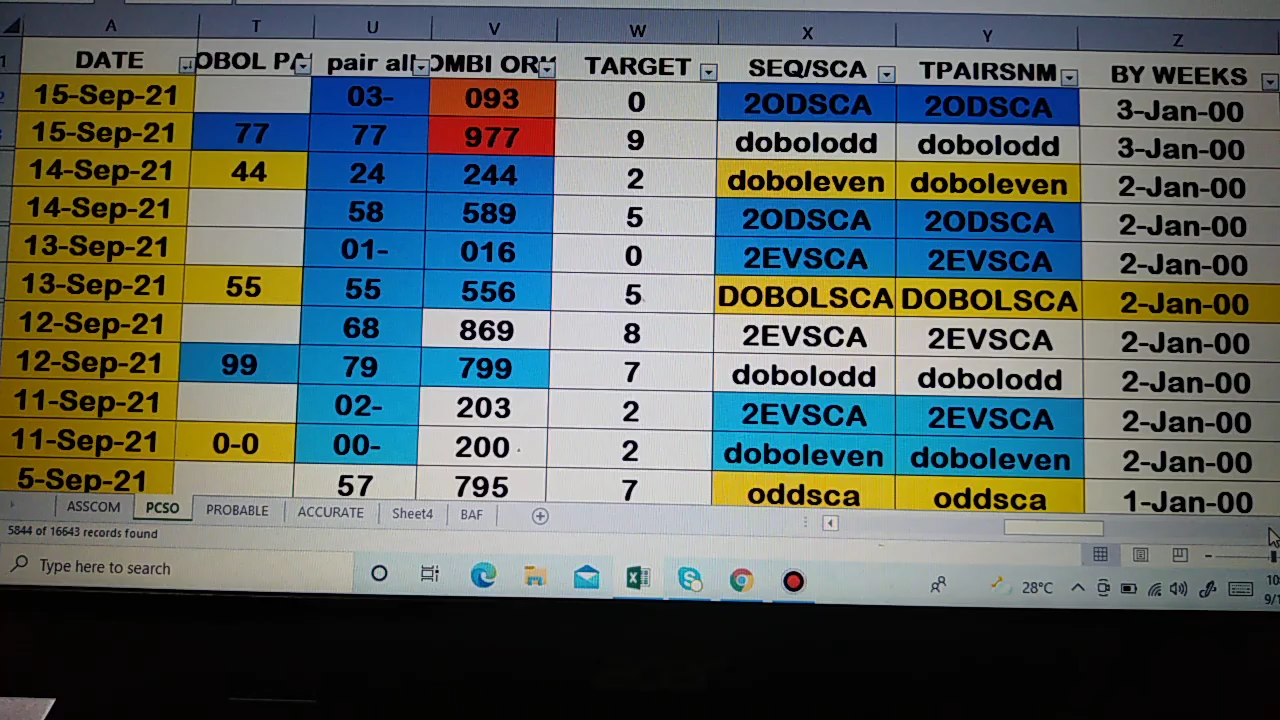 A T U V W X Y Z
1 DATE OBOL PA pair all OMBI OR TARGET SEQ/SCA TPAIRSNM BY WEEKS
15-Sep-21 03- 093 0 2ODSCA 2ODSCA 3-Jan-00
15-Sep-21 77 77 977 9 dobolodd dobolodd 3-Jan-00
14-Sep-21 44 24 244 2 doboleven doboleven 2-Jan-00
14-Sep-21 58 589 5 2ODSCA 2ODSCA 2-Jan-00
13-Sep-21 01- 016 0 2EVSCA 2EVSCA 2-Jan-00
13-Sep-21 55 55 556 5 DOBOLSCA DOBOLSCA 2-Jan-00
12-Sep-21 68 869 8 2EVSCA 2EVSCA 2-Jan-00
12-Sep-21 99 79 799 7 dobolodd dobolodd 2-Jan-00
11-Sep-21 02- 203 2 2EVSCA 2EVSCA 2-Jan-00
11-Sep-21 0-0 00- 200 2 doboleven doboleven 2-Jan-00
5-Sep-21 57 795 7 oddsca oddsca 1-Jan-00
ASSCOM PCSO PROBABLE ACCURATE Sheet4 BAF
5844 of 16643 records found
Type here to search 28°C 10:
9/1